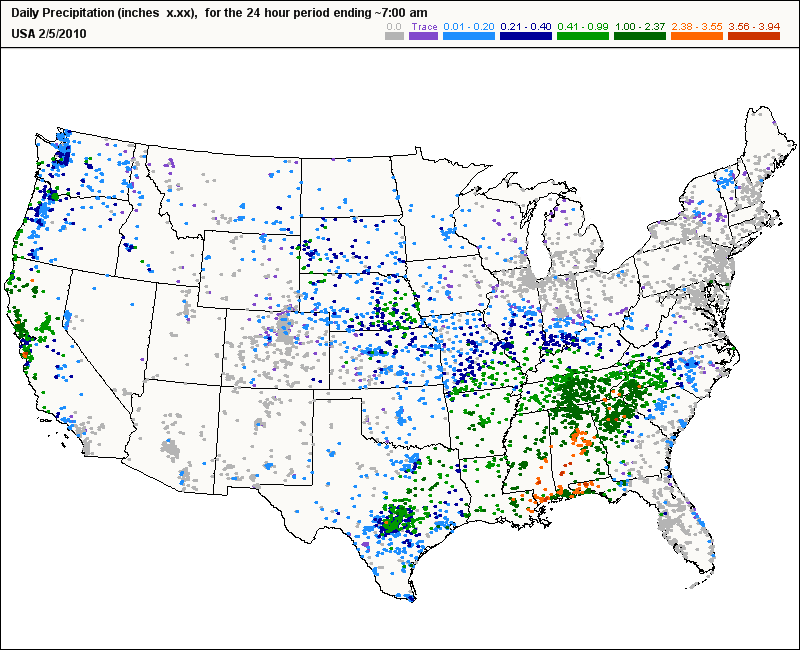 Daily Precipitation (inches x.xx), for the 24 hour period ending ~7:00 am
USA 2/5/2010
0.0 Trace 0.01 - 0.20 0.21 - 0.40 0.41 - 0.99 1.00 - 2.37 2.38 - 3.55 3.56 - 3.94